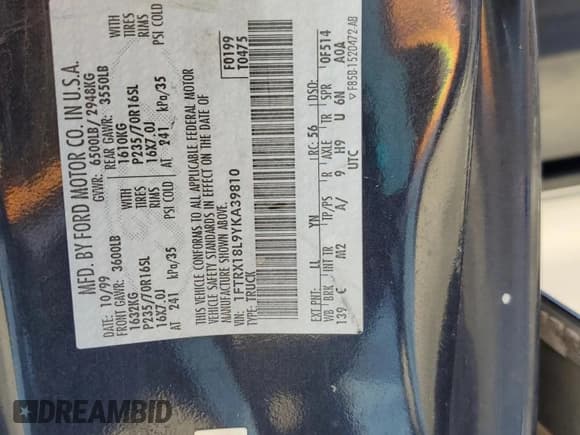 MFD. BY FORD MOTOR CO. IN U.S.A.
DATE: 10/99 GVWR: 6500LB/ 2948KG
FRONT GAWR: 3600LB REAR GAWR: 3550LB
1632KG 1610KG
P235/70R16SL TIRES P235/70R16SL TIRES
16X7.0J RIMS 16X7.0J RIMS
AT 241 kPa/35 PSI COLD AT 241 kPa/35 PSI COLD
THIS VEHICLE CONFORMS TO ALL APPLICABLE FEDERAL MOTOR
VEHICLE SAFETY STANDARDS IN EFFECT ON THE DATE OF
MANUFACTURE SHOWN ABOVE.
VIN: 1FTRX18L9YKA39810 F0199
TYPE: TRUCK T0475
EXT PNT: LL YN RC: 56 DSO: 0F514
WB BRK INT TR TP/PS R AXLE TR SPR
139 C M2 A/ 9 H9 U 6N A0A
UTC ▽ F85B-1520472-AB
DREAMBID